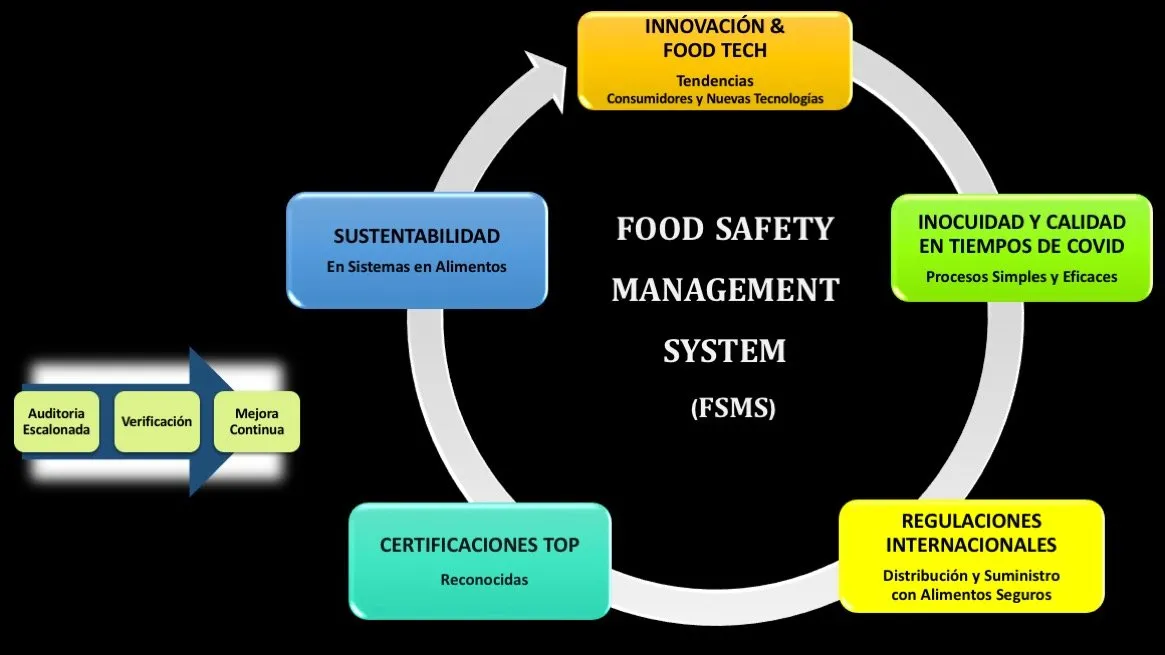 INNOVACIÓN &
FOOD TECH
Tendencias
Consumidores y Nuevas Tecnologías
INOCUIDAD Y CALIDAD
EN TIEMPOS DE COVID
Procesos Simples y Eficaces
REGULACIONES
INTERNACIONALES
Distribución y Suministro
con Alimentos Seguros
CERTIFICACIONES TOP
Reconocidas
SUSTENTABILIDAD
En Sistemas en Alimentos
FOOD SAFETY
MANAGEMENT
SYSTEM
(FSMS)
Auditoria
Escalonada
Verificación
Mejora
Continua